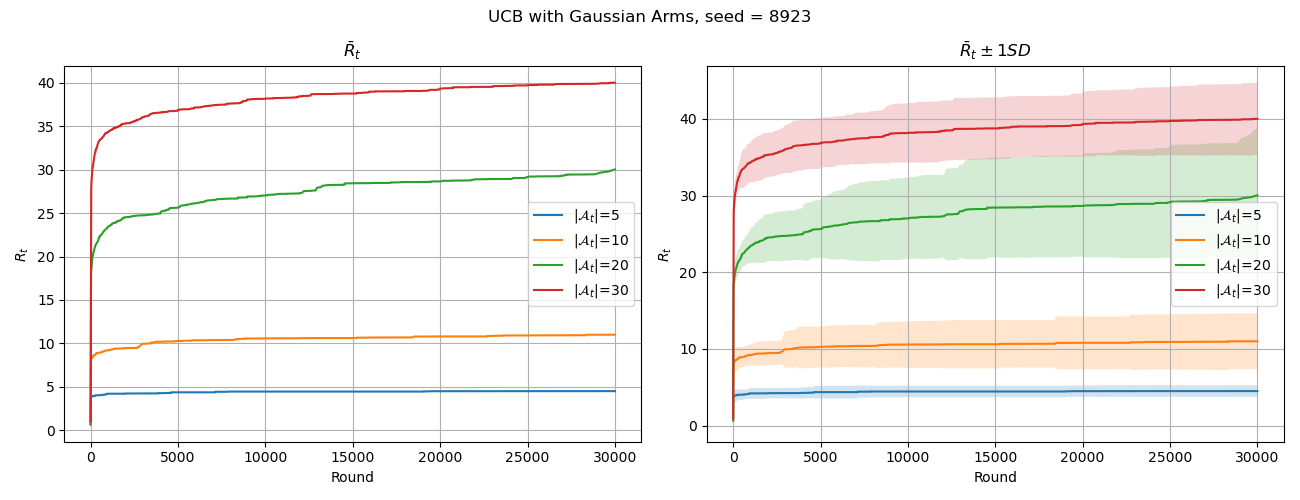 UCB with Gaussian Arms, seed = 8923
R̄ₜ
40
35
30
25
20
15
10
5
0
Rₜ
|𝒜ₜ|=5
|𝒜ₜ|=10
|𝒜ₜ|=20
|𝒜ₜ|=30
0 5000 10000 15000 20000 25000 30000
Round
R̄ₜ ± 1SD
40
30
20
10
0
Rₜ
|𝒜ₜ|=5
|𝒜ₜ|=10
|𝒜ₜ|=20
|𝒜ₜ|=30
0 5000 10000 15000 20000 25000 30000
Round